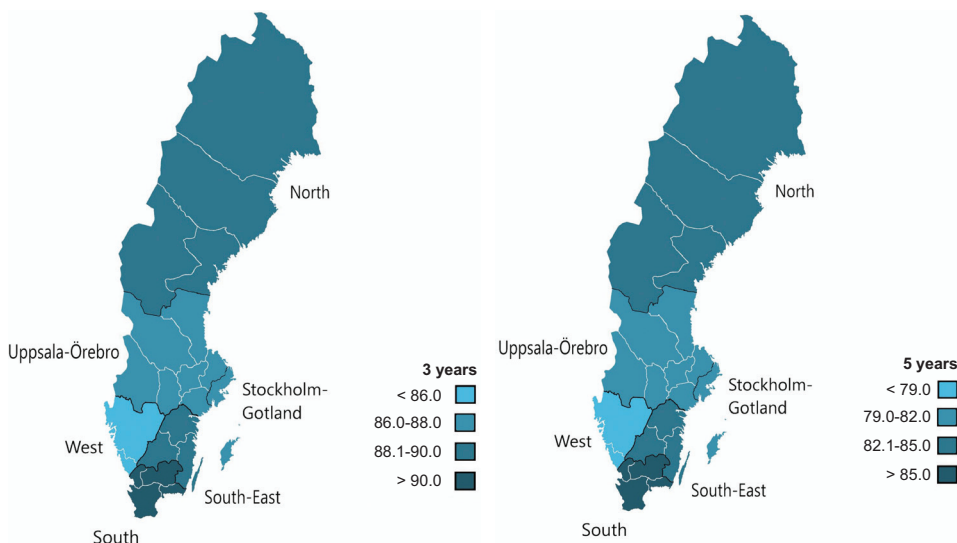 North
Uppsala-Örebro
3 years
< 86.0
86.0-88.0
88.1-90.0
> 90.0
Stockholm-
Gotland
West
South-East
South
North
Uppsala-Örebro
5 years
< 79.0
79.0-82.0
82.1-85.0
> 85.0
Stockholm-
Gotland
West
South-East
South